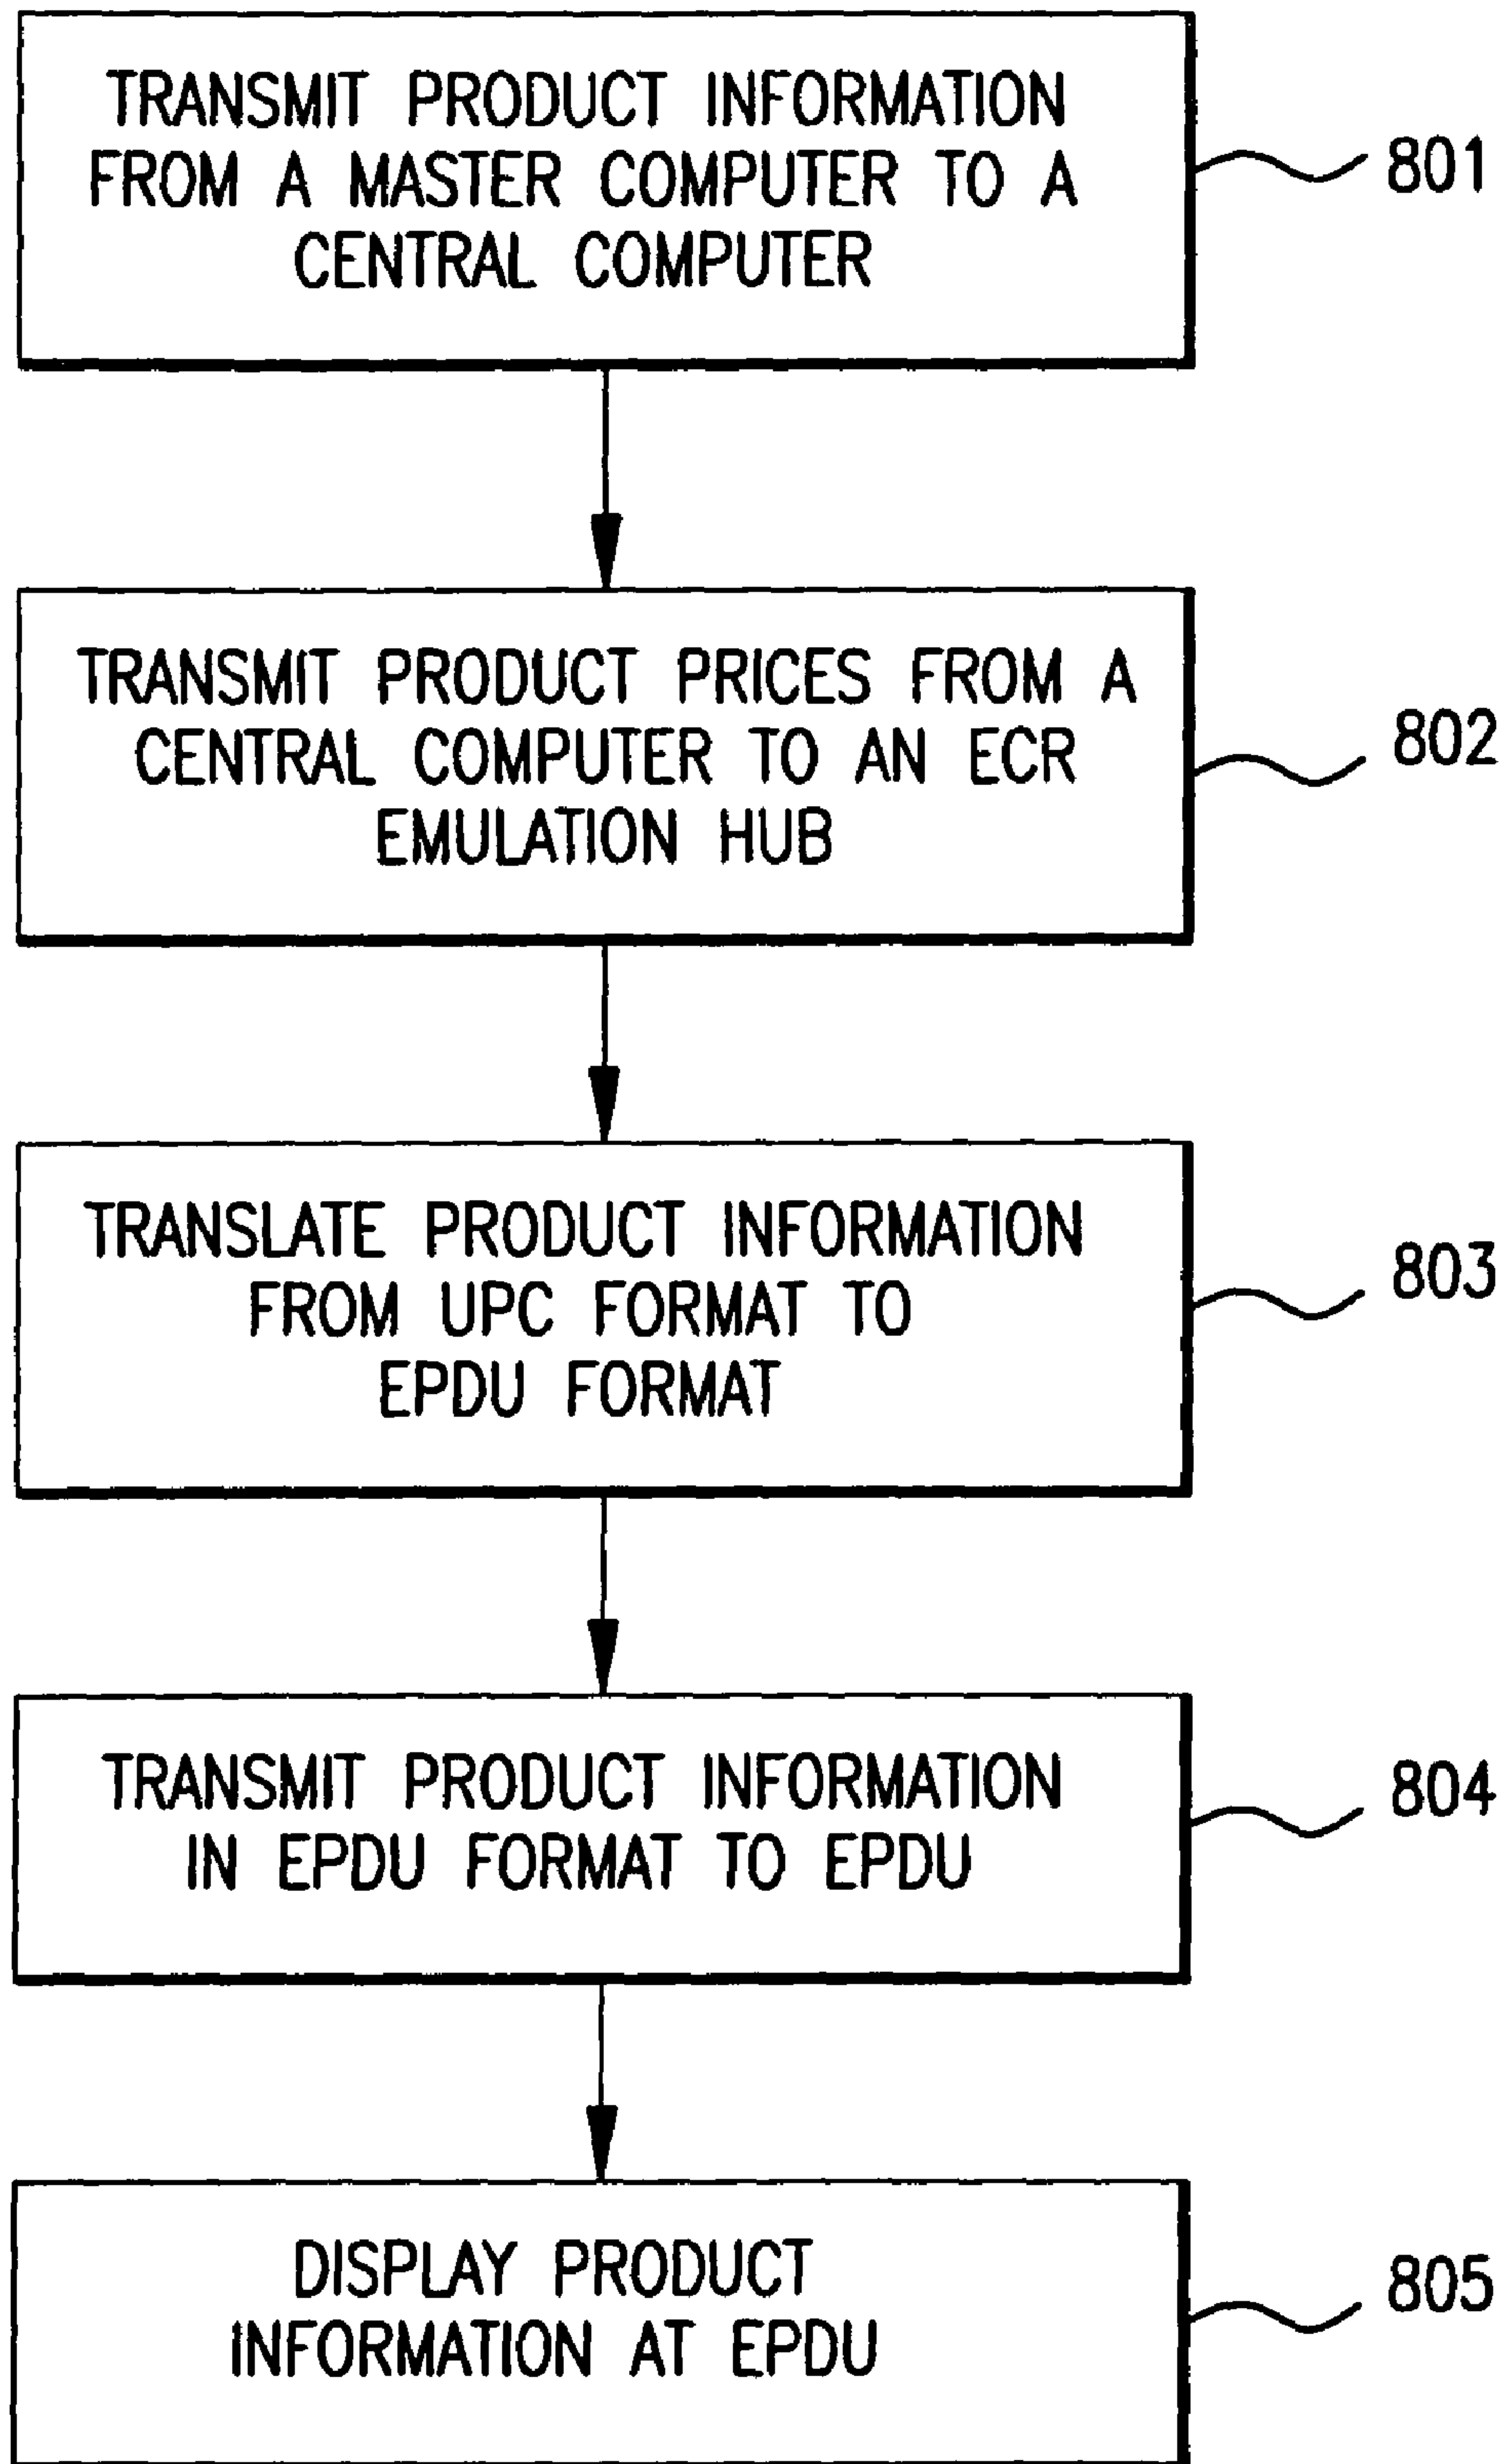 TRANSMIT PRODUCT INFORMATION
FROM A MASTER COMPUTER TO A
CENTRAL COMPUTER
801
TRANSMIT PRODUCT PRICES FROM A
CENTRAL COMPUTER TO AN ECR
EMULATION HUB
802
TRANSLATE PRODUCT INFORMATION
FROM UPC FORMAT TO
EPDU FORMAT
803
TRANSMIT PRODUCT INFORMATION
IN EPDU FORMAT TO EPDU
804
DISPLAY PRODUCT
INFORMATION AT EPDU
805